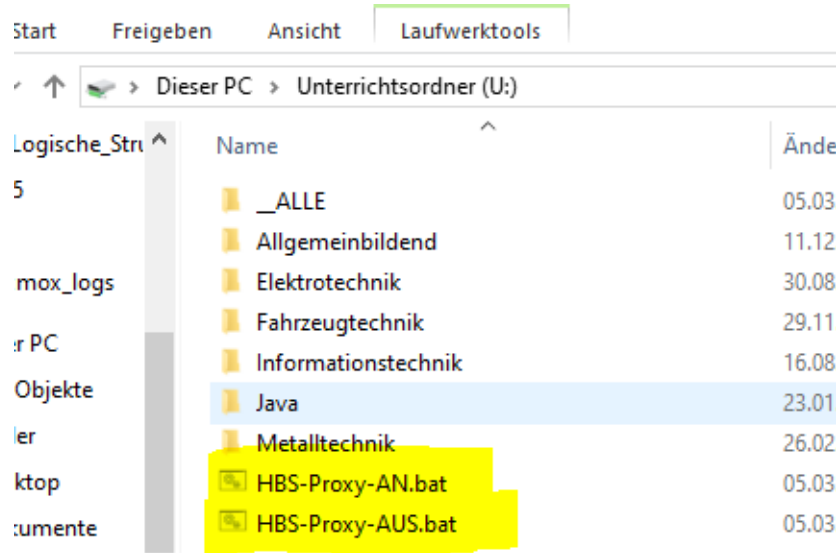 Start Freigeben Ansicht Laufwerktools
Dieser PC > Unterrichtsordner (U:)
Logische_Stru
Name Ände
5
__ALLE 05.03
Allgemeinbildend 11.12
mox_logs
Elektrotechnik 30.08
Fahrzeugtechnik 29.11
er PC
Informationstechnik 16.08
Objekte
Java 23.01
ler
Metalltechnik 26.02
ktop
HBS-Proxy-AN.bat 05.03
kumente
HBS-Proxy-AUS.bat 05.03